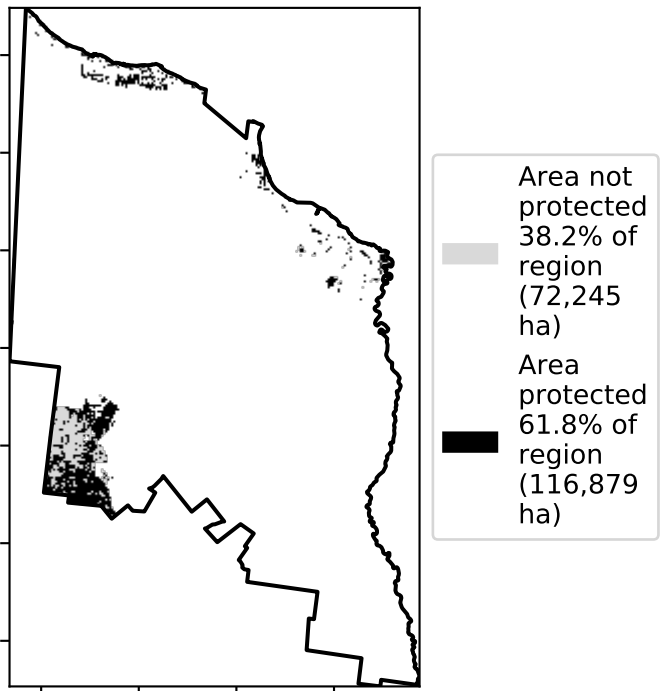 Area not
protected
38.2% of
region
(72,245
ha)
Area
protected
61.8% of
region
(116,879
ha)